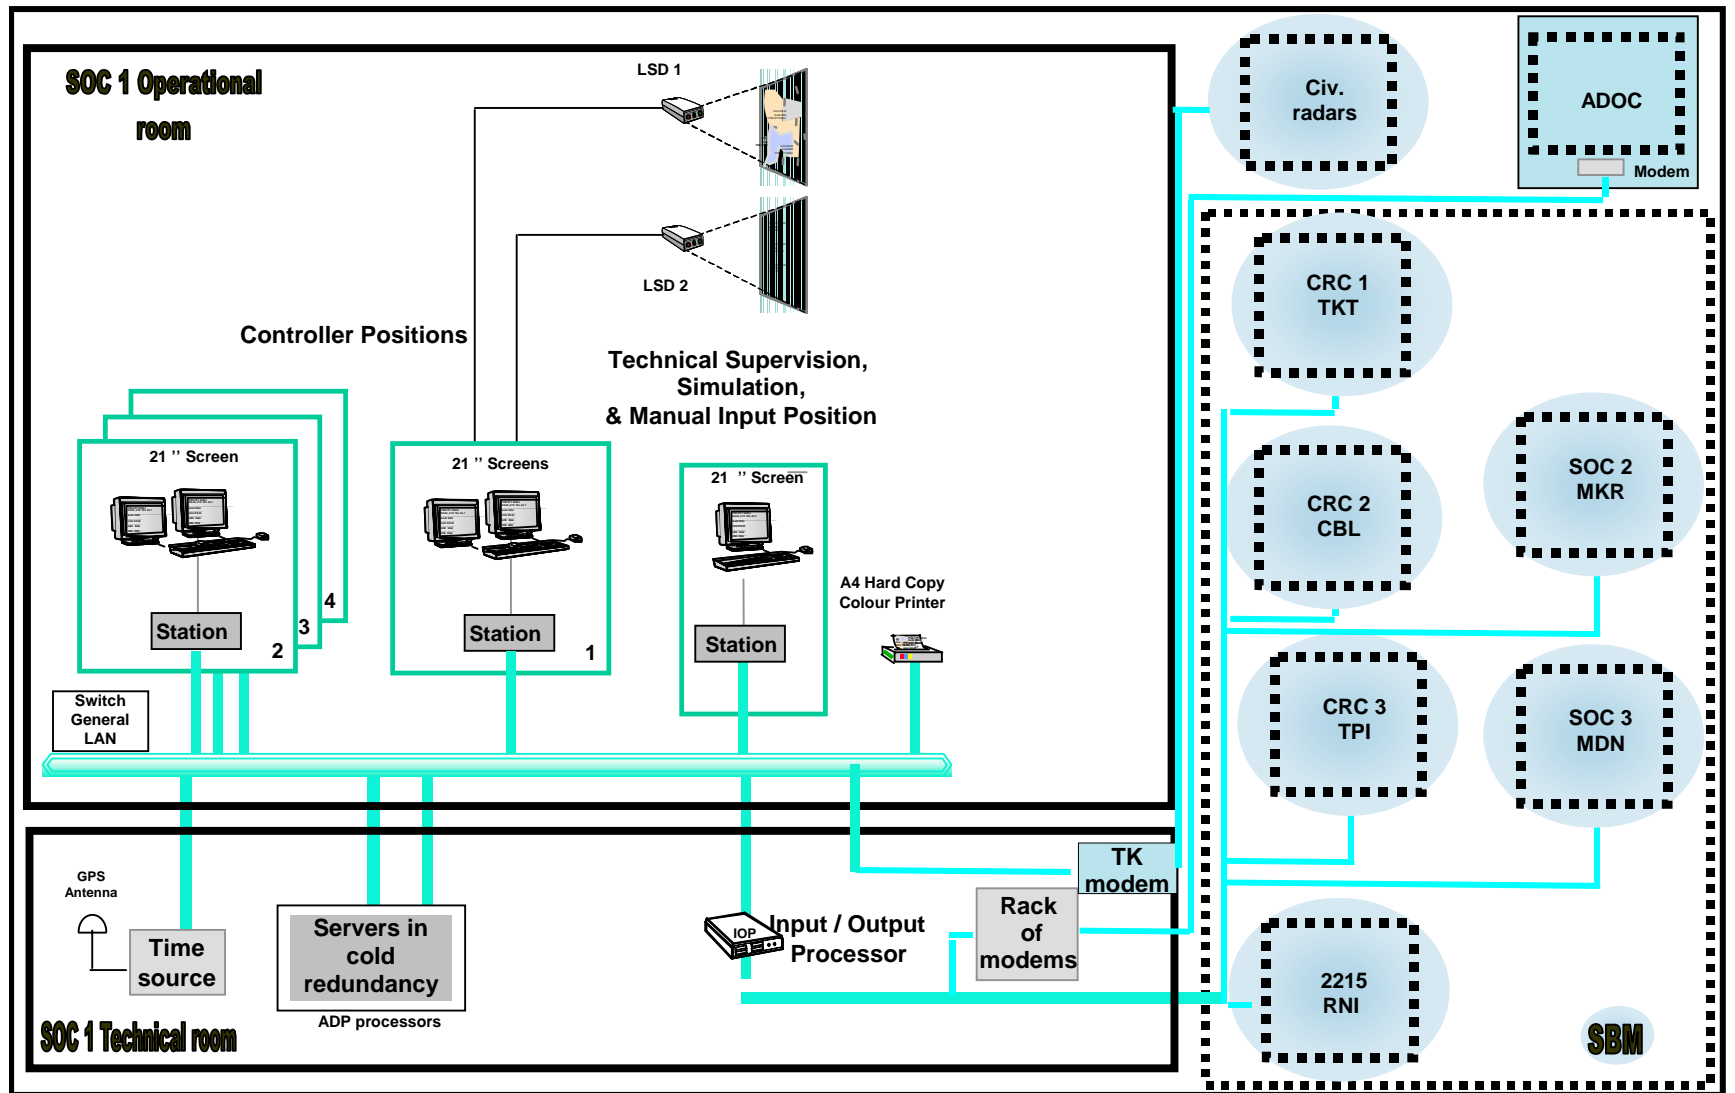 SOC 1 Operational
room
LSD 1
LSD 2
Controller Positions
Technical Supervision,
Simulation,
& Manual Input Position
21 '' Screen
Station
2
3
4
21 '' Screens
Station
1
21 '' Screen
Station
A4 Hard Copy
Colour Printer
Switch
General
LAN
GPS
Antenna
Time
source
Servers in
cold
redundancy
ADP processors
IOP
Input / Output
Processor
Rack
of
modems
TK
modem
SOC 1 Technical room
Civ.
radars
ADOC
Modem
CRC 1
TKT
CRC 2
CBL
SOC 2
MKR
CRC 3
TPI
SOC 3
MDN
2215
RNI
SBM